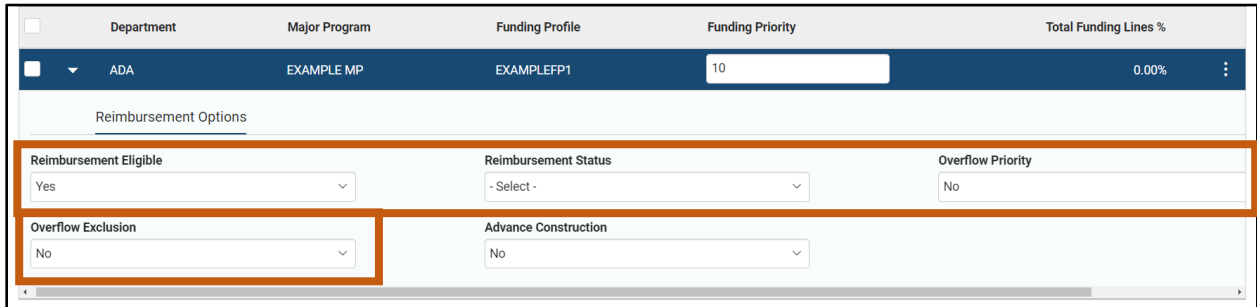 Department Major Program Funding Profile Funding Priority Total Funding Lines %
ADA EXAMPLE MP EXAMPLEFP1 10 0.00%
Reimbursement Options
Reimbursement Eligible Reimbursement Status Overflow Priority
Yes - Select - No
Overflow Exclusion Advance Construction
No No